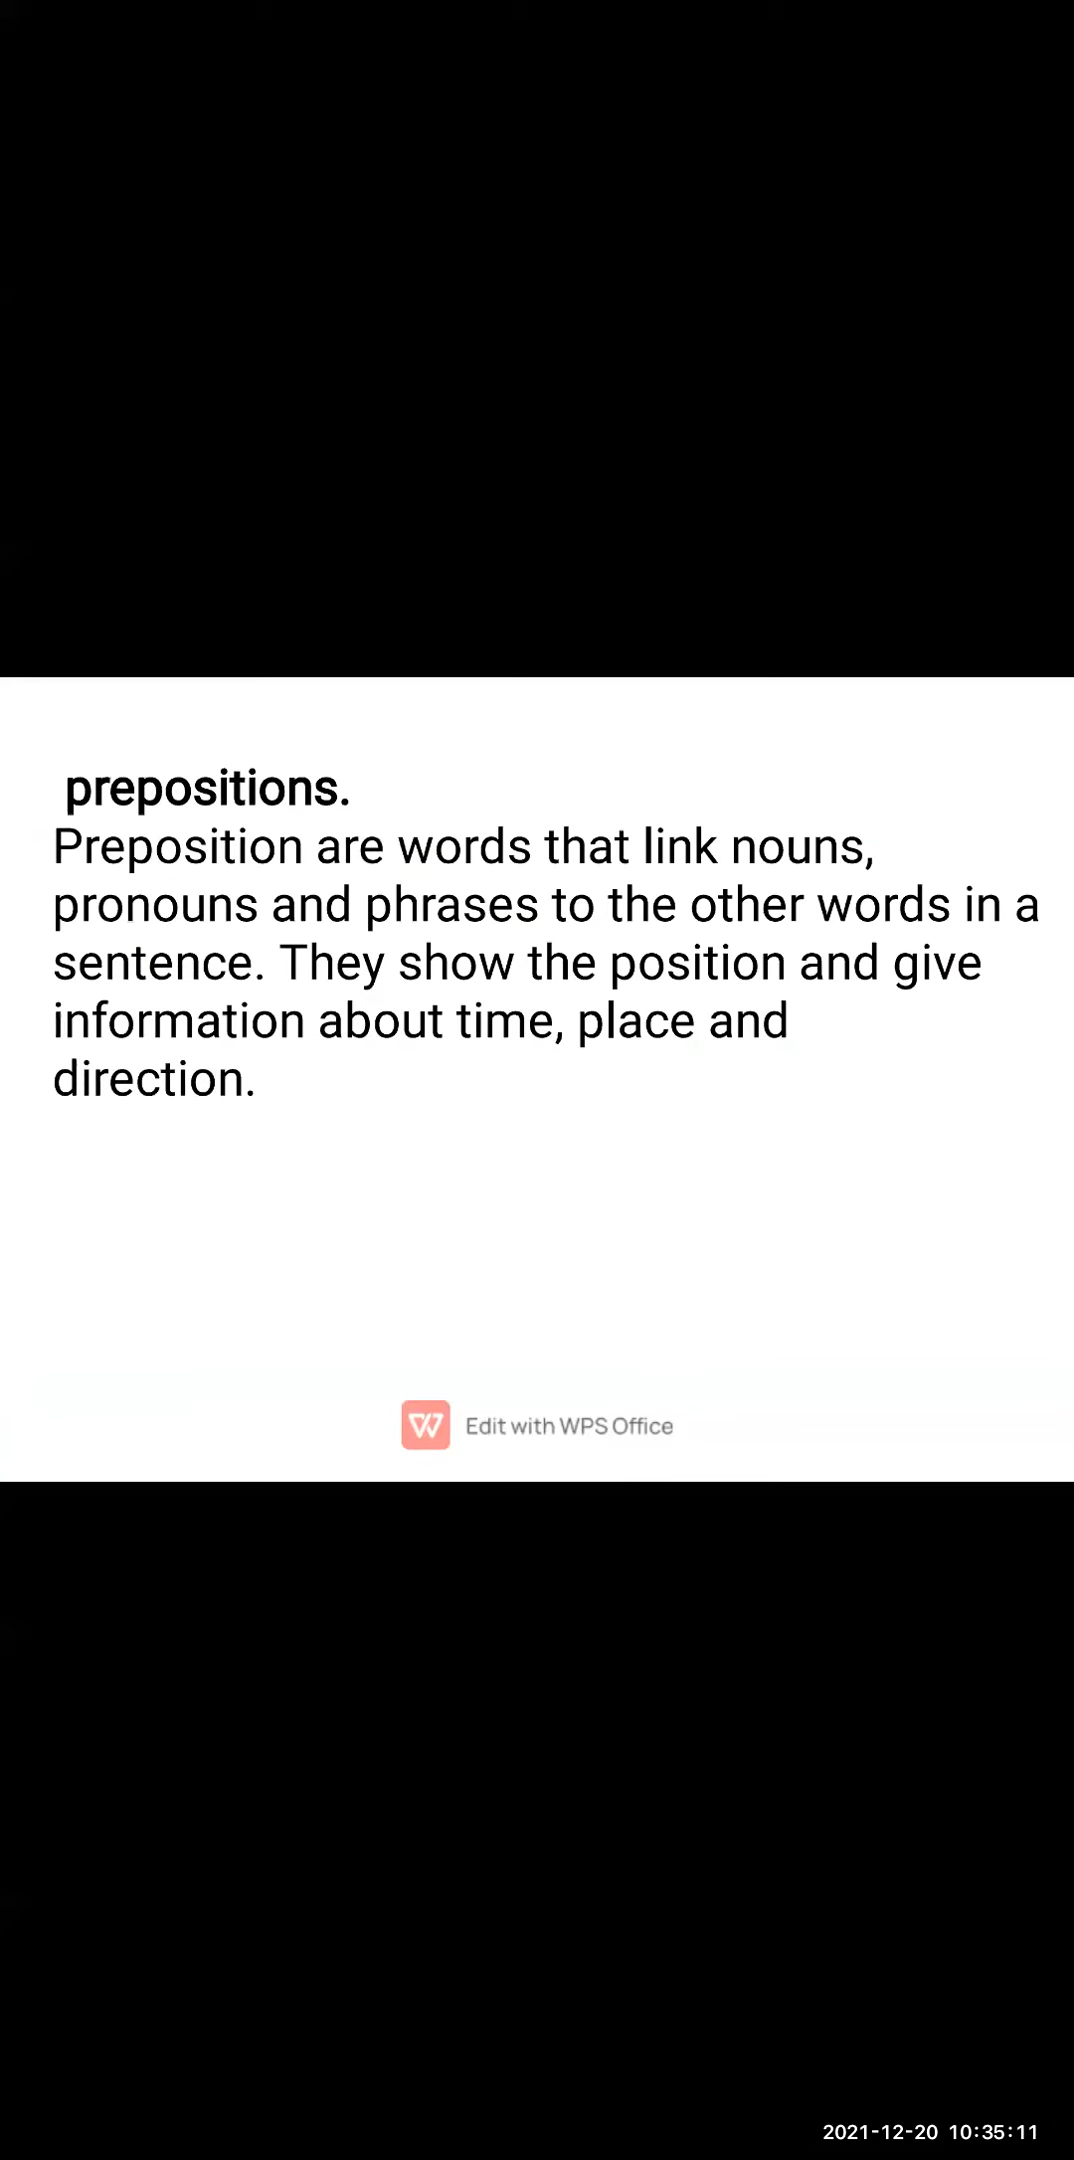 prepositions.
Preposition are words that link nouns,
pronouns and phrases to the other words in a
sentence. They show the position and give
information about time, place and
direction.
Edit with WPS Office
2021-12-20 10:35:11